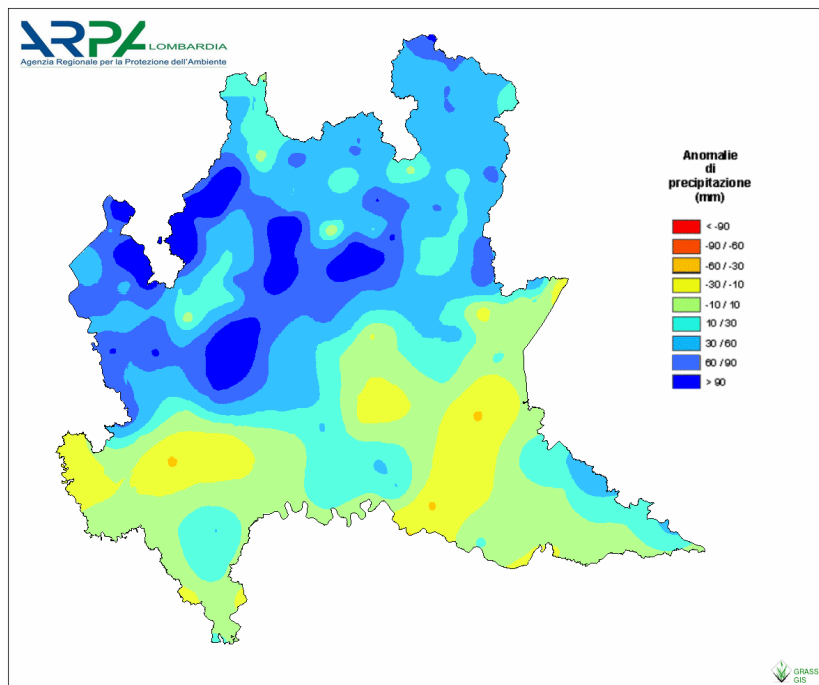 ARPA LOMBARDIA
Agenzia Regionale per la Protezione dell'Ambiente
Anomalie
di
precipitazione
(mm)
< -90
-90 / -60
-60 / -30
-30 / -10
-10 / 10
10 / 30
30 / 60
60 / 90
> 90
GRASS
GIS